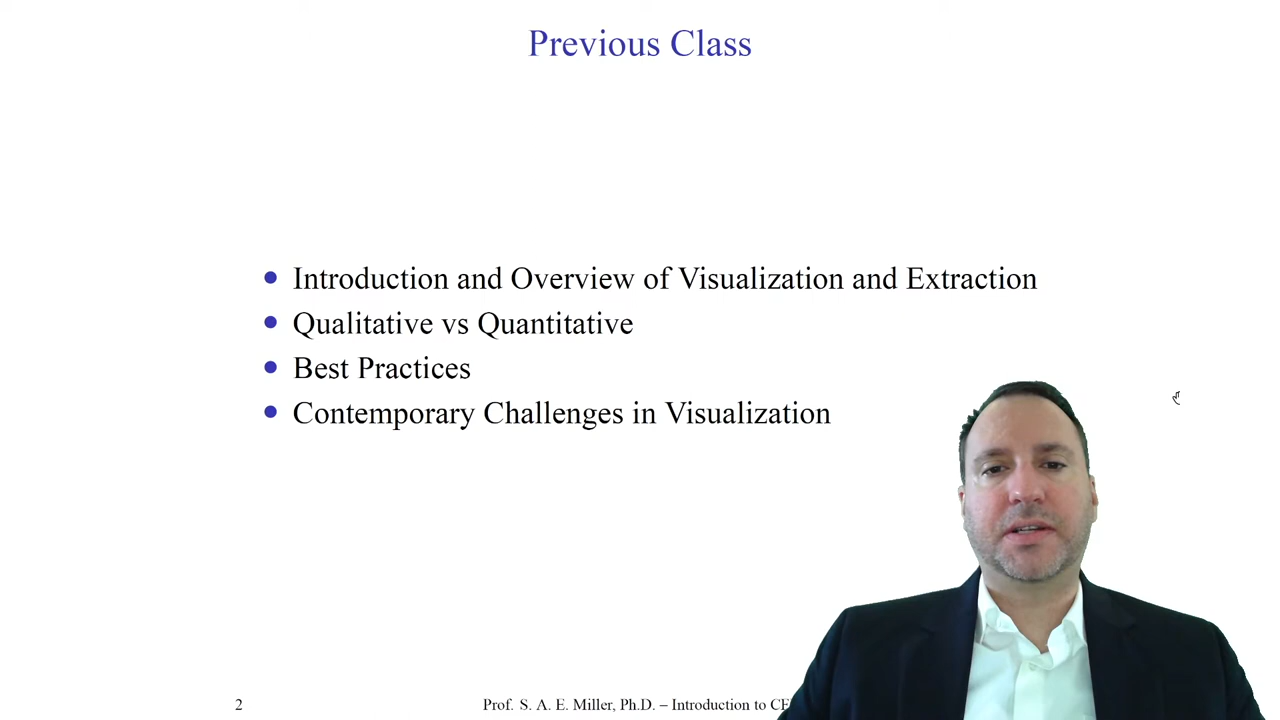 Previous Class
Introduction and Overview of Visualization and Extraction
Qualitative vs Quantitative
Best Practices
Contemporary Challenges in Visualization
2
Prof. S. A. E. Miller, Ph.D. – Introduction to